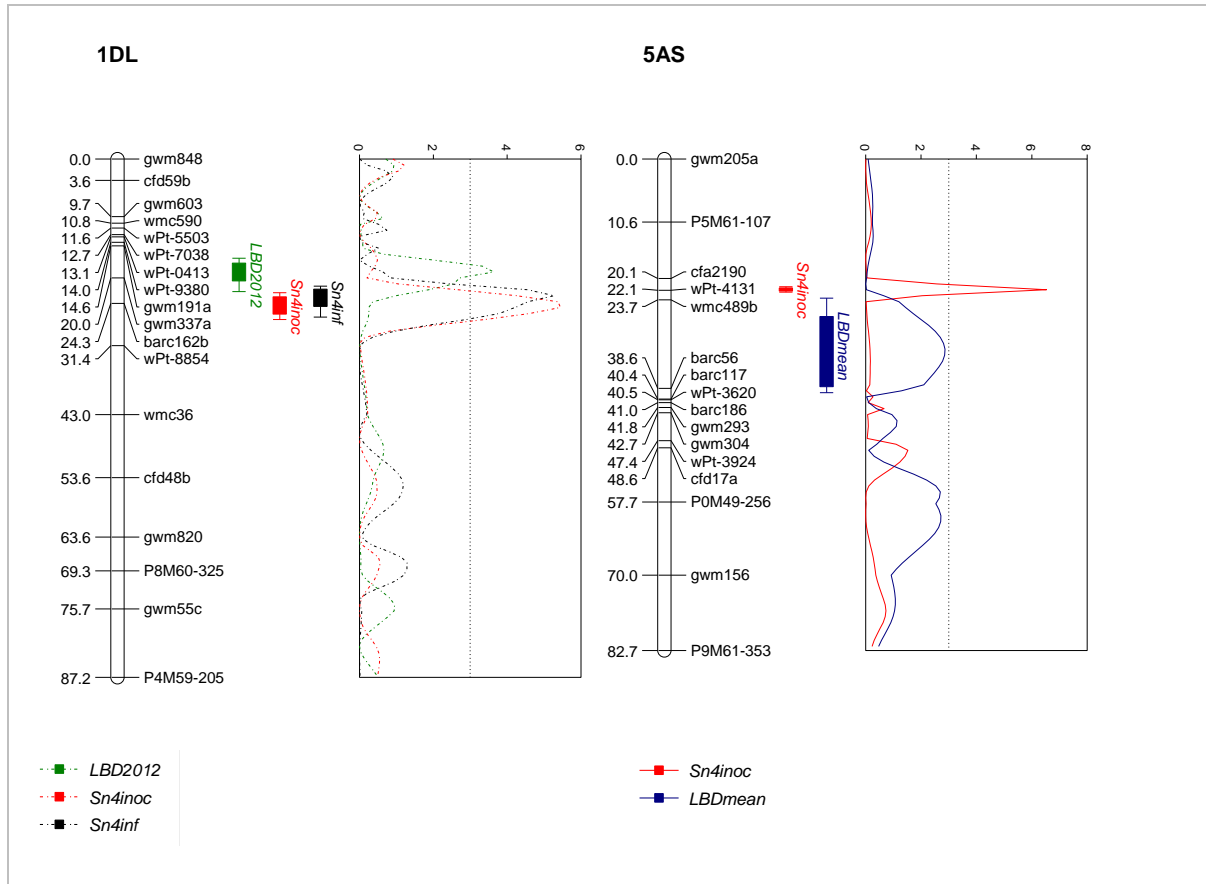 1DL
5AS
0 2 4 6
0 2 4 6 8
0.0 gwm848
3.6 cfd59b
9.7 gwm603
10.8 wmc590
11.6 wPt-5503
12.7 wPt-7038
13.1 wPt-0413
14.0 wPt-9380
14.6 gwm191a
20.0 gwm337a
24.3 barc162b
31.4 wPt-8854
43.0 wmc36
53.6 cfd48b
63.6 gwm820
69.3 P8M60-325
75.7 gwm55c
87.2 P4M59-205
LBD2012
Sn4inoc
Sn4inf
0.0 gwm205a
10.6 P5M61-107
20.1 cfa2190
22.1 wPt-4131
23.7 wmc489b
38.6 barc56
40.4 barc117
40.5 wPt-3620
41.0 barc186
41.8 gwm293
42.7 gwm304
47.4 wPt-3924
48.6 cfd17a
57.7 P0M49-256
70.0 gwm156
82.7 P9M61-353
Sn4inoc
LBDmean
LBD2012
Sn4inoc
Sn4inf
Sn4inoc
LBDmean